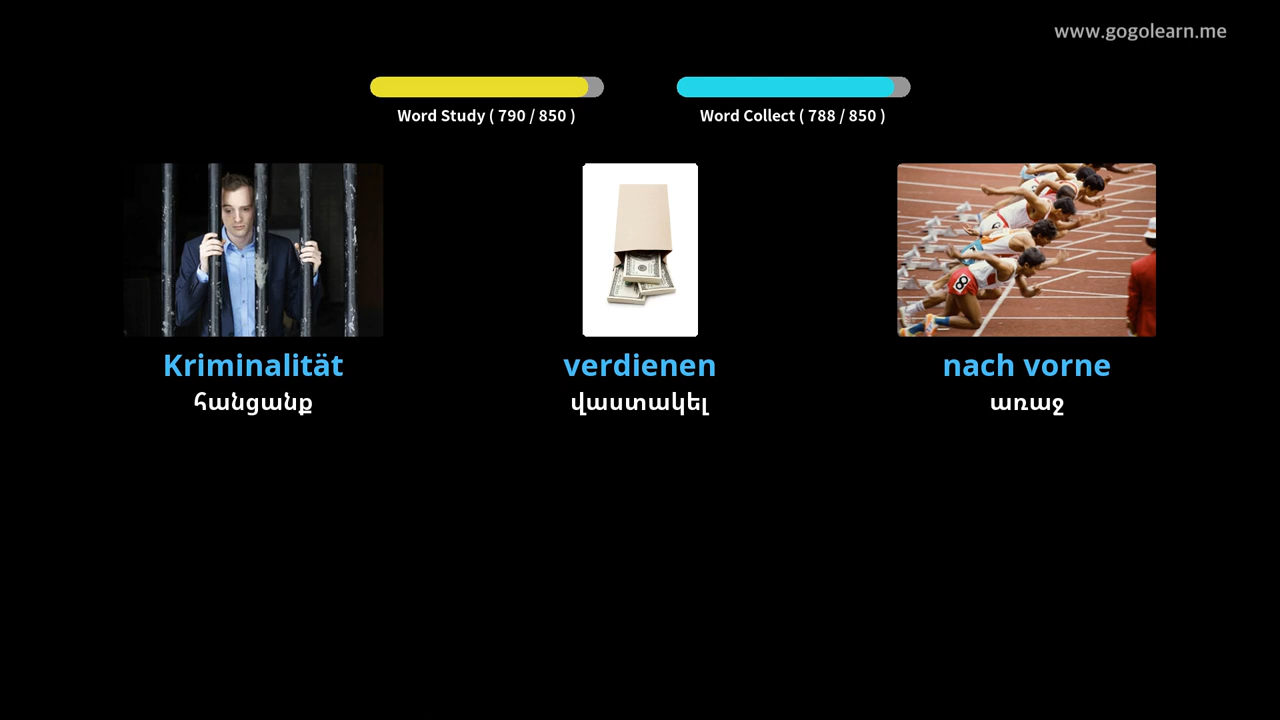 www.gogolearn.me
Word Study ( 790 / 850 )
Word Collect ( 788 / 850 )
Kriminalität
հանցանք
verdienen
վաստակել
nach vorne
առաջ